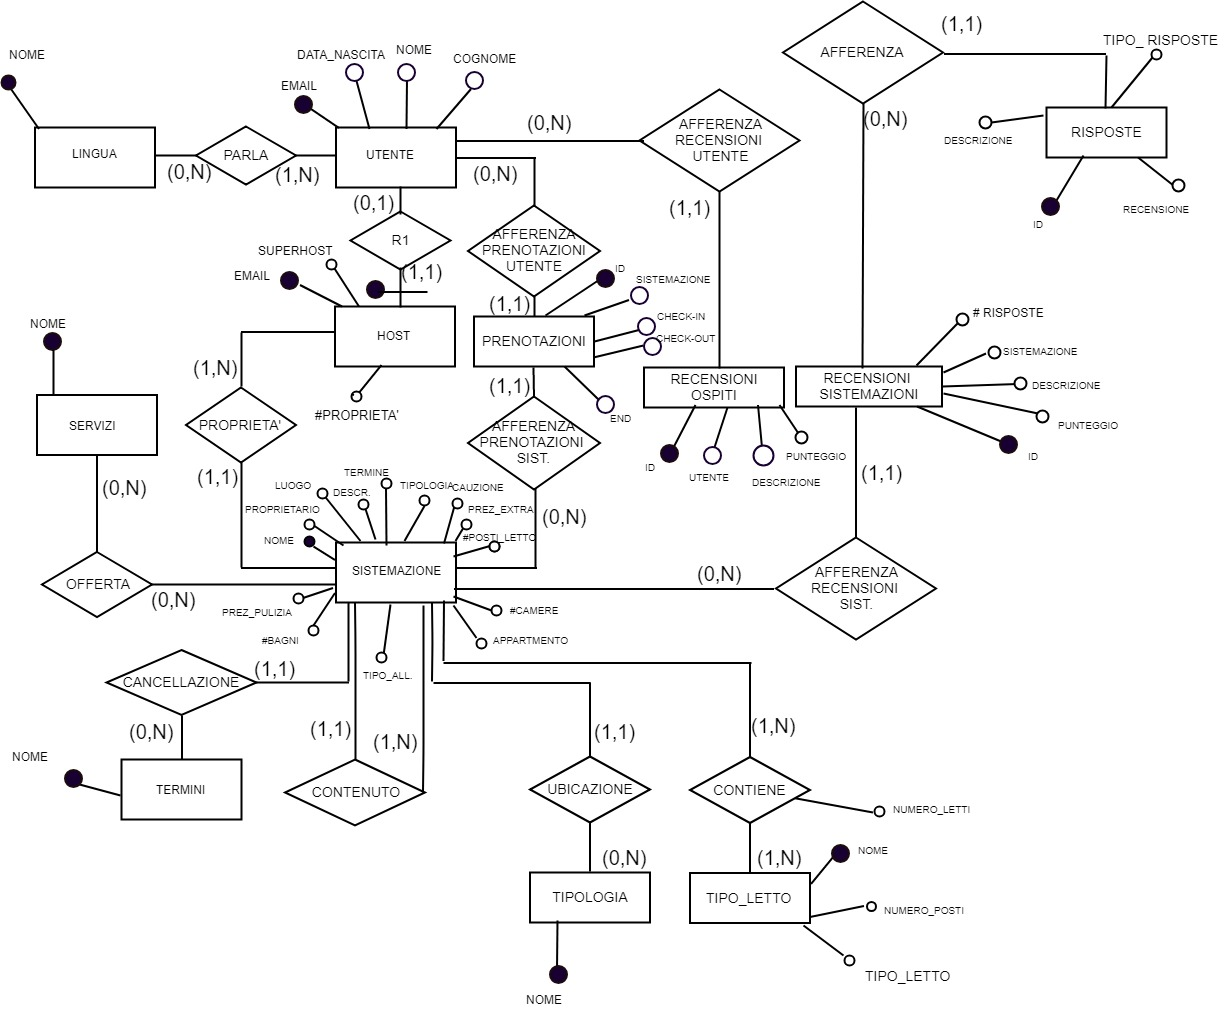 NOME
LINGUA
(0,N)
PARLA
(1,N)
EMAIL
DATA_NASCITA
NOME
COGNOME
UTENTE
(0,N)
AFFERENZA
RECENSIONI
UTENTE
(1,1)
AFFERENZA
(1,1)
(0,N)
TIPO_ RISPOSTE
DESCRIZIONE
RISPOSTE
ID
RECENSIONE
(0,1)
R1
(1,1)
(0,N)
AFFERENZA
PRENOTAZIONI
UTENTE
(1,1)
SUPERHOST
EMAIL
HOST
#PROPRIETA'
ID
SISTEMAZIONE
CHECK-IN
CHECK-OUT
PRENOTAZIONI
END
(1,1)
AFFERENZA
PRENOTAZIONI
SIST.
(0,N)
RECENSIONI
OSPITI
ID
UTENTE
DESCRIZIONE
PUNTEGGIO
RECENSIONI
SISTEMAZIONI
# RISPOSTE
SISTEMAZIONE
DESCRIZIONE
PUNTEGGIO
ID
(1,1)
AFFERENZA
RECENSIONI
SIST.
(0,N)
NOME
SERVIZI
(0,N)
OFFERTA
(0,N)
(1,N)
PROPRIETA'
(1,1)
TERMINE
LUOGO
DESCR.
TIPOLOGIA
CAUZIONE
PROPRIETARIO
PREZ_EXTRA
NOME
#POSTI_LETTO
SISTEMAZIONE
PREZ_PULIZIA
#BAGNI
TIPO_ALL.
#CAMERE
APPARTMENTO
CANCELLAZIONE
(1,1)
(0,N)
NOME
TERMINI
(1,1)
(1,N)
CONTENUTO
(1,1)
UBICAZIONE
(0,N)
TIPOLOGIA
NOME
(1,N)
CONTIENE
NUMERO_LETTI
(1,N)
TIPO_LETTO
NOME
NUMERO_POSTI
TIPO_LETTO